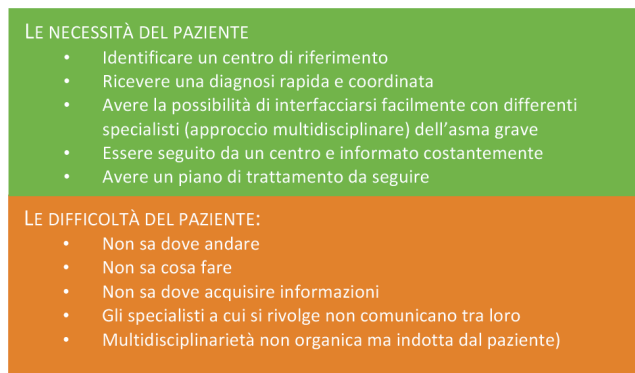 LE NECESSITÀ DEL PAZIENTE
• Identificare un centro di riferimento
• Ricevere una diagnosi rapida e coordinata
• Avere la possibilità di interfacciarsi facilmente con differenti
specialisti (approccio multidisciplinare) dell'asma grave
• Essere seguito da un centro e informato costantemente
• Avere un piano di trattamento da seguire
LE DIFFICOLTÀ DEL PAZIENTE:
• Non sa dove andare
• Non sa cosa fare
• Non sa dove acquisire informazioni
• Gli specialisti a cui si rivolge non comunicano tra loro
• Multidisciplinarietà non organica ma indotta dal paziente)